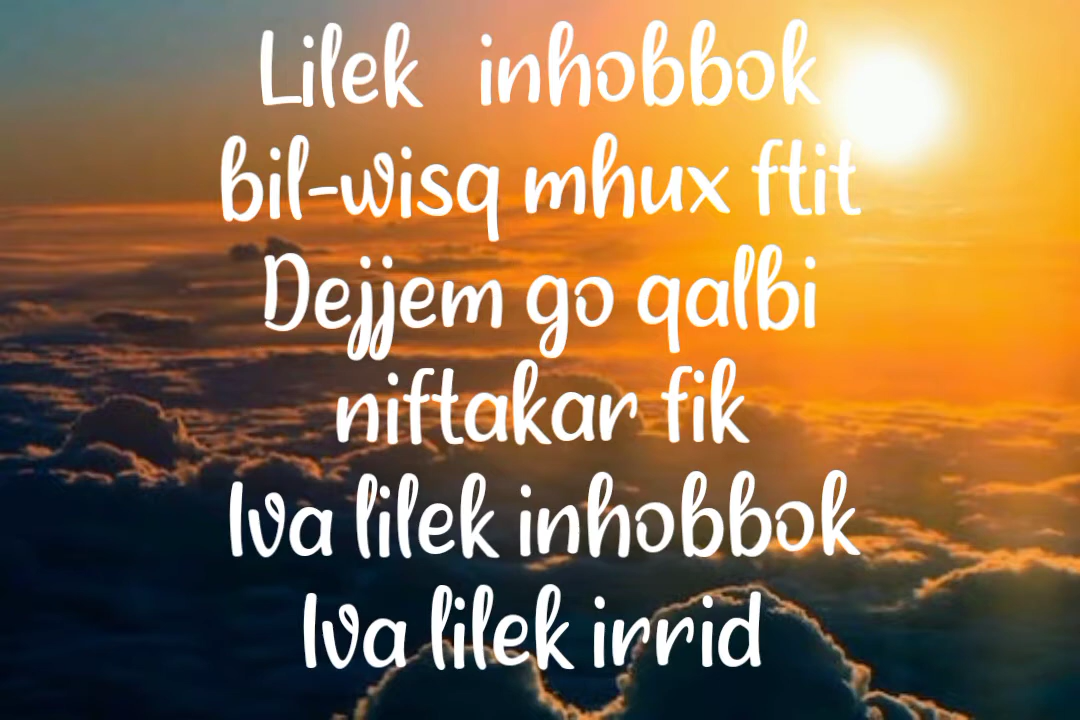 Lilek inhobbok
bil-wisq mhux ftit
Dejjem go qalbi
niftakar fik
Iva lilek inhobbok
Iva lilek irrid